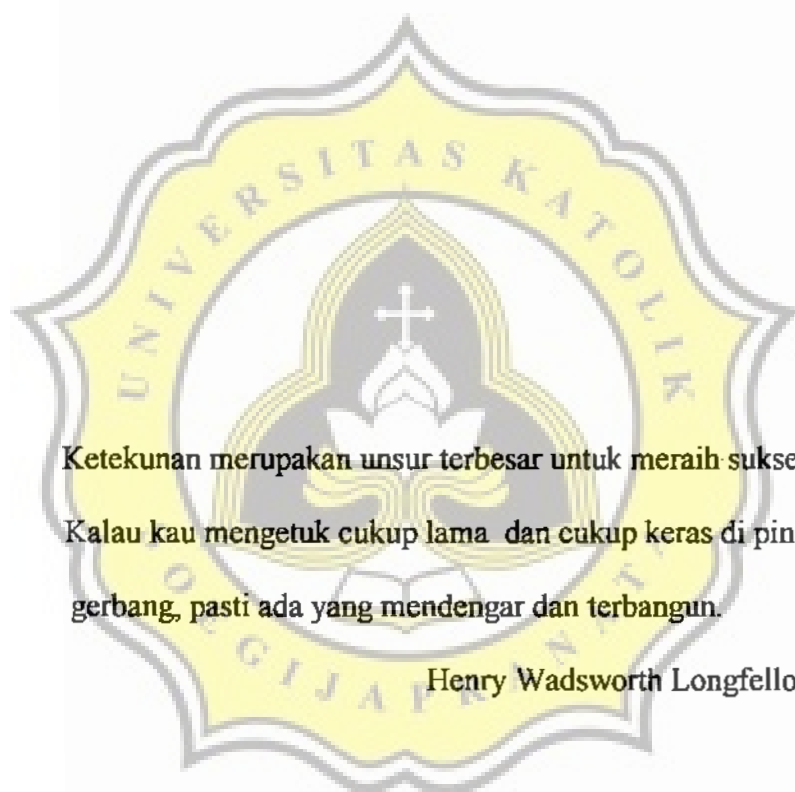 UNIVERSITAS KATOLIK
Ketekunan merupakan unsur terbesar untuk meraih sukse
Kalau kau mengetuk cukup lama dan cukup keras di pin
gerbang, pasti ada yang mendengar dan terbangun.
Henry Wadsworth Longfello
SOEGIJAPRANATA